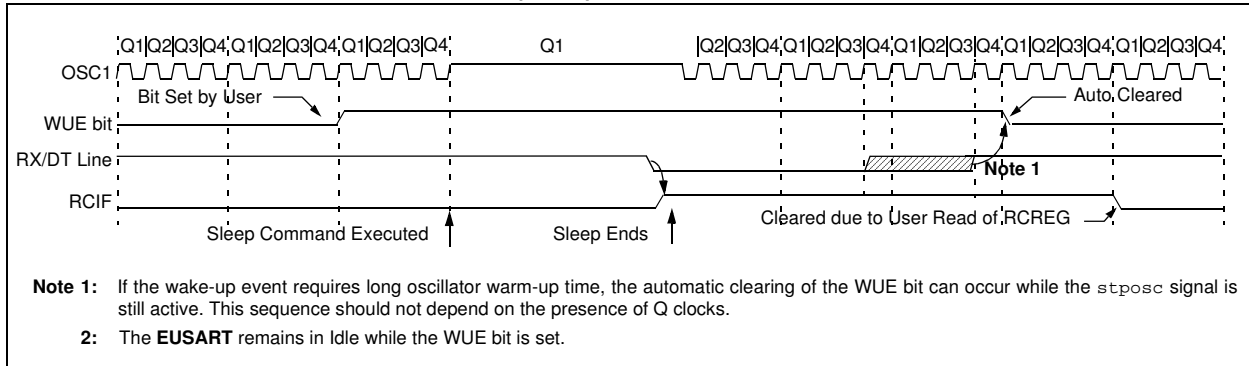 Q1|Q2|Q3|Q4|Q1|Q2|Q3|Q4|Q1|Q2|Q3|Q4 Q1 |Q2|Q3|Q4|Q1|Q2|Q3|Q4|Q1|Q2|Q3|Q4|Q1|Q2|Q3|Q4|Q1|Q2|Q3|Q4
OSC1
Bit Set by User
Auto Cleared
WUE bit
RX/DT Line
Note 1
RCIF
Cleared due to User Read of RCREG
Sleep Command Executed
Sleep Ends
Note 1: If the wake-up event requires long oscillator warm-up time, the automatic clearing of the WUE bit can occur while the stposc signal is
still active. This sequence should not depend on the presence of Q clocks.
2: The EUSART remains in Idle while the WUE bit is set.